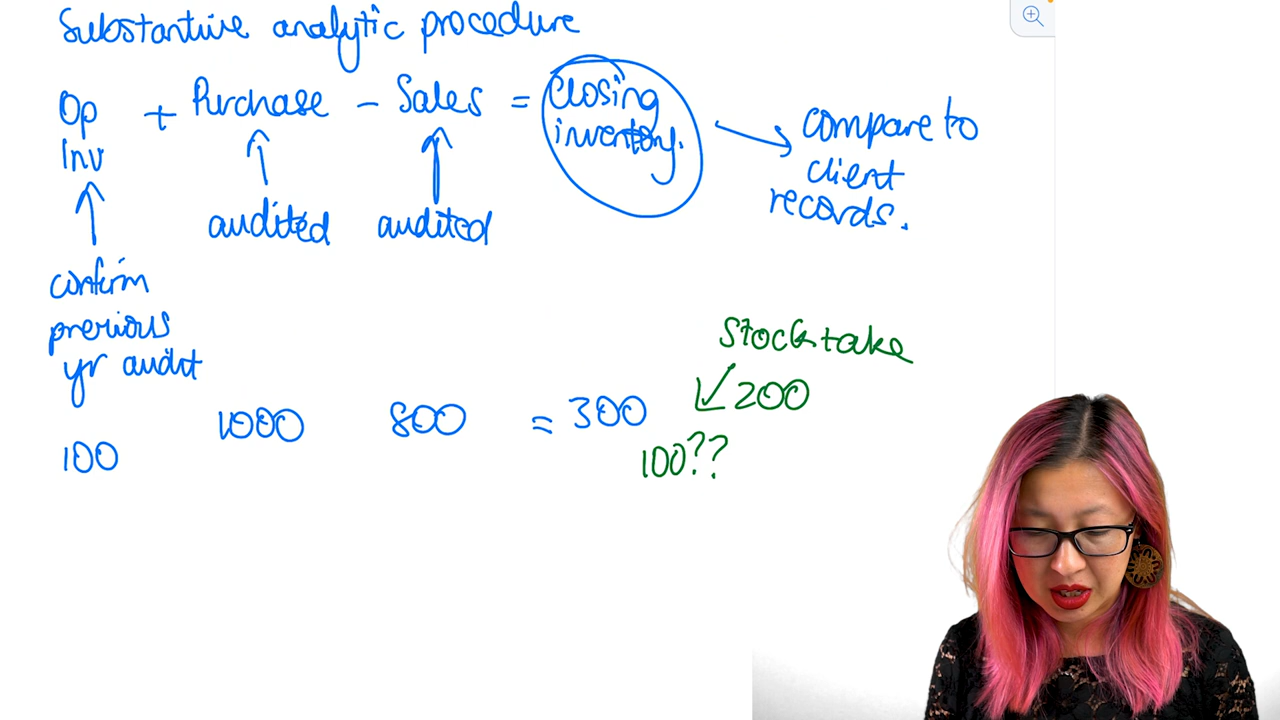 Substantive analytic procedure
Op + Purchase - Sales = Closing
Inv inventory.
compare to
client
records.
audited audited
confirm
previous
yr audit
Stocktake
200
100 1000 800 = 300
100??